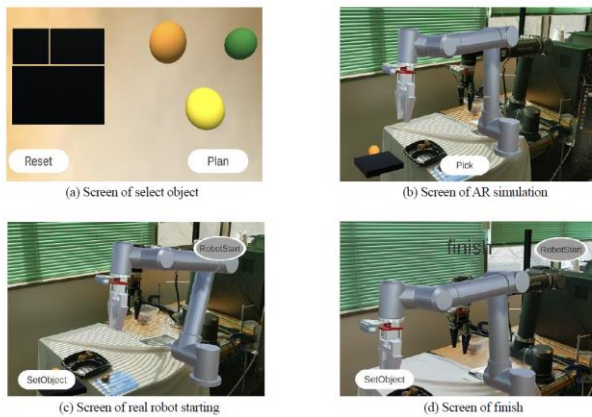 Reset
Plan
(a) Screen of select object
Pick
(b) Screen of AR simulation
RobotStart
SetObject
(c) Screen of real robot starting
finish
RobotStart
SetObject
(d) Screen of finish